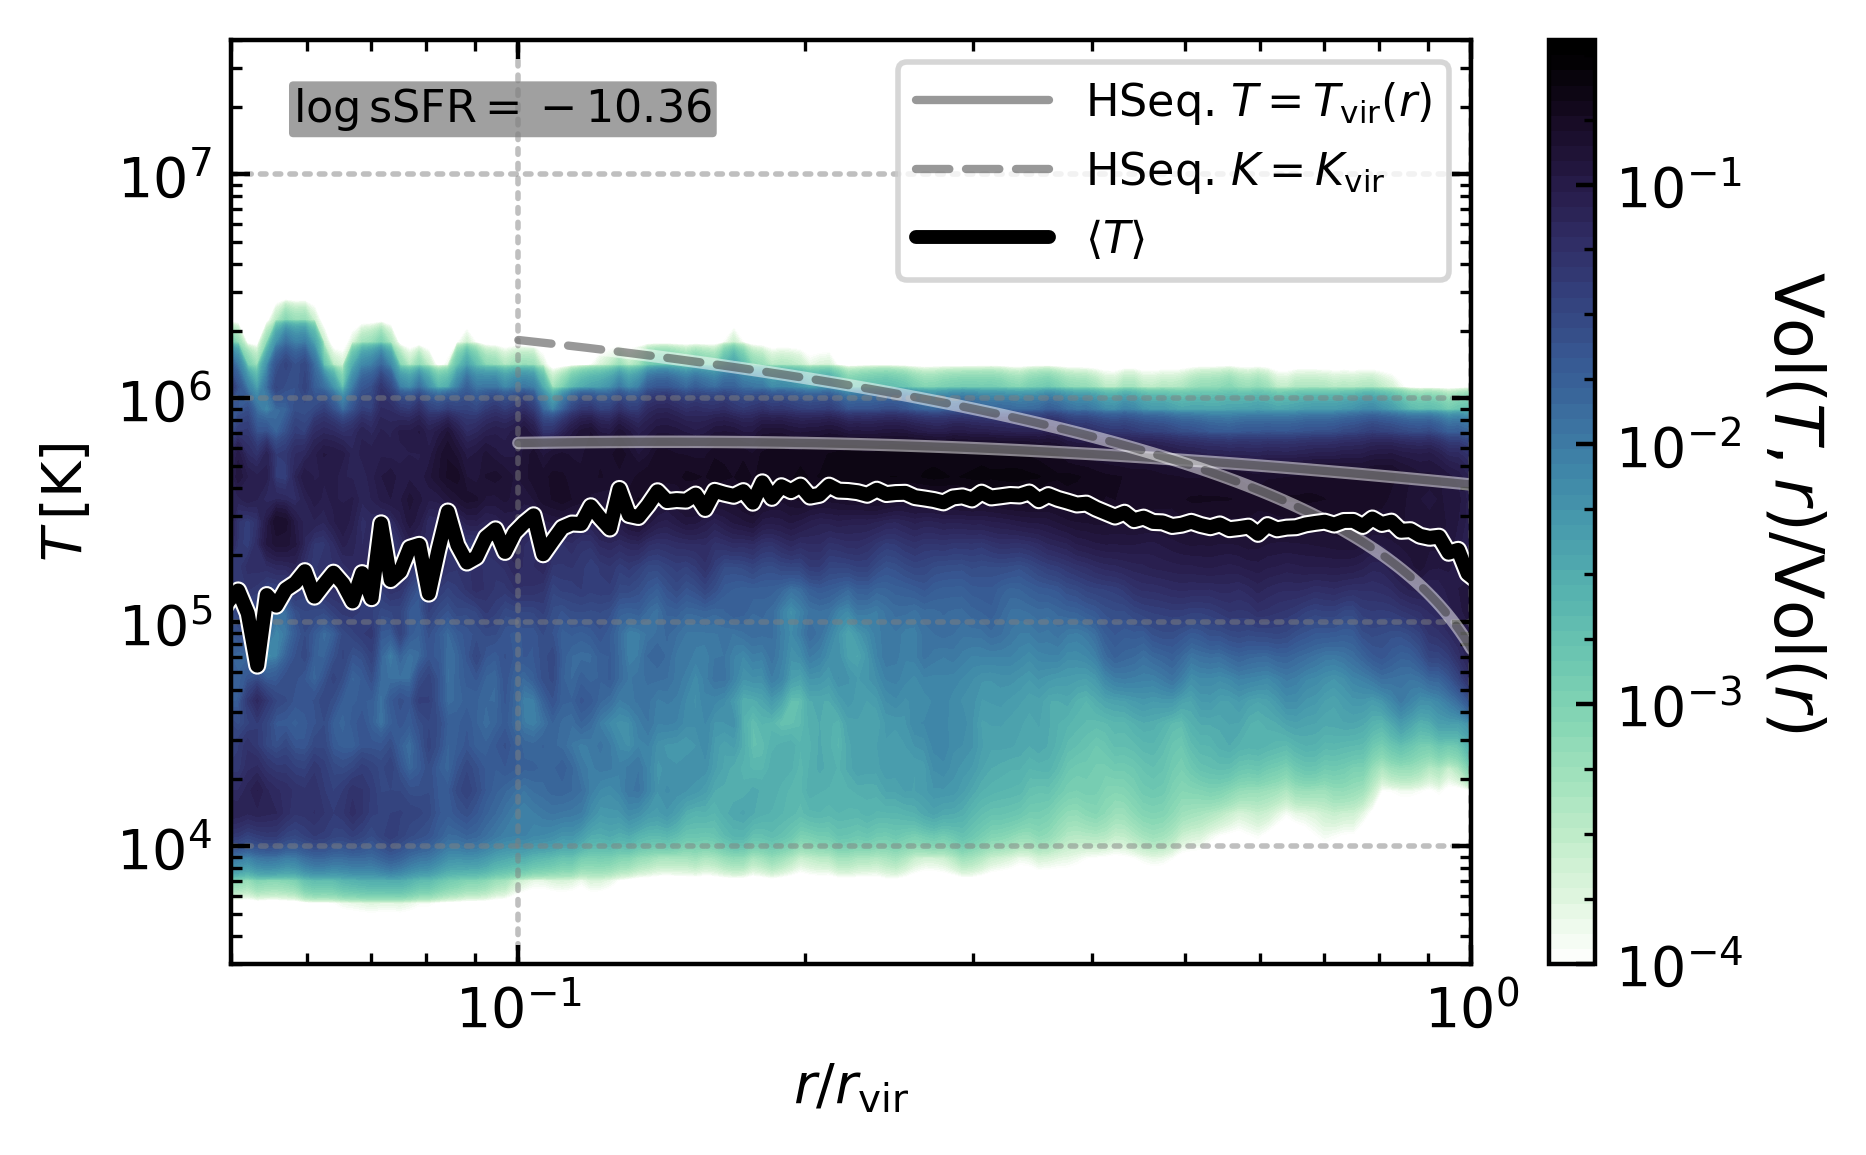 log sSFR = −10.36
HSeq. T = T_vir(r)
HSeq. K = K_vir
⟨T⟩
10^7
10^6
10^5
10^4
T [K]
10^−1
10^0
r/r_vir
10^−1
10^−2
10^−3
10^−4
Vol(T, r)/Vol(r)